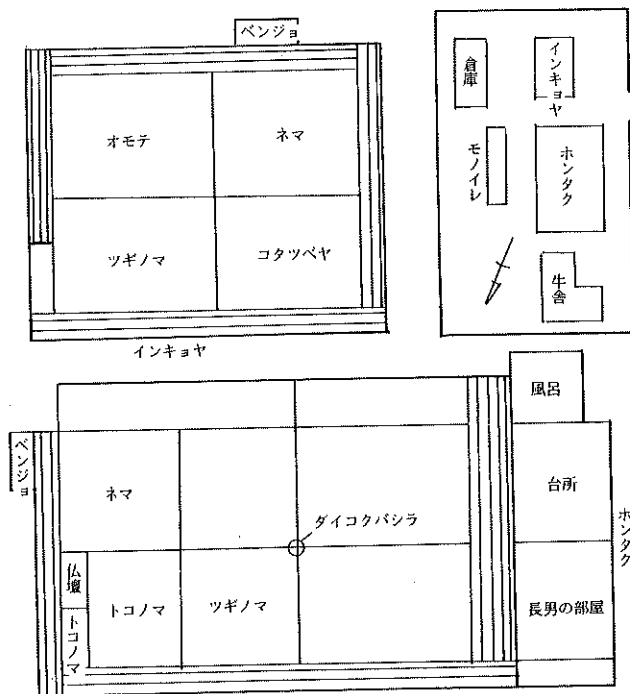 ベンジョ
オモテ
ネマ
ツギノマ
コタツベヤ
インキョヤ
倉庫
インキョヤ
モノイレ
ホンタク
牛舎
ベンジョ
ネマ
ダイコクバシラ
仏壇
トコノマ
トコノマ
ツギノマ
風呂
台所
長男の部屋
ホンタク